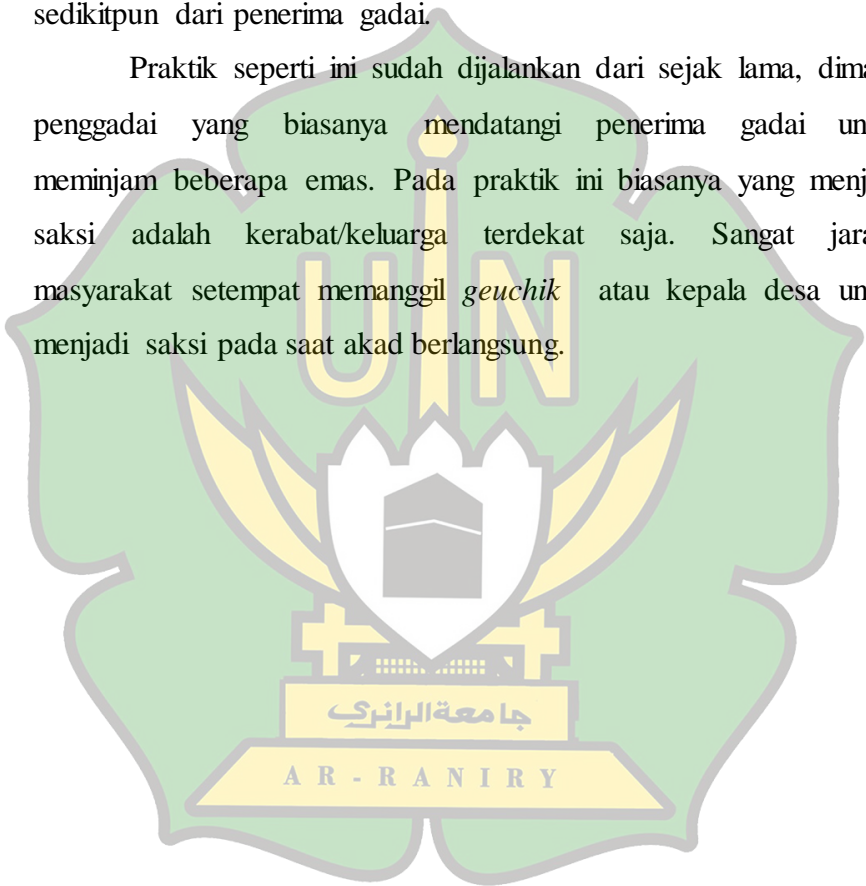 sedikitpun dari penerima gadai.
Praktik seperti ini sudah dijalankan dari sejak lama, dima
penggadai yang biasanya mendatangi penerima gadai un
meminjam beberapa emas. Pada praktik ini biasanya yang menj
saksi adalah kerabat/keluarga terdekat saja. Sangat jara
masyarakat setempat memanggil geuchik atau kepala desa un
menjadi saksi pada saat akad berlangsung.
UIN
جامعة الرانري
AR-RANIRY